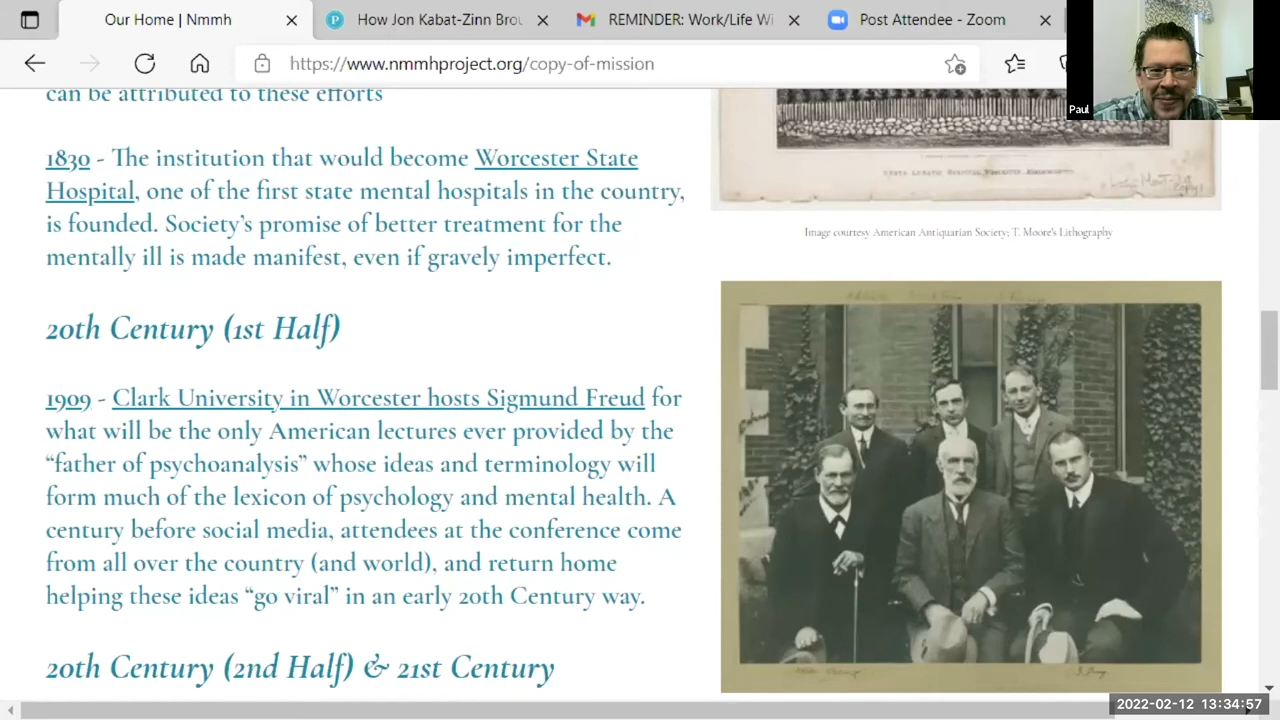 Our Home | Nmmh
How Jon Kabat-Zinn Brou
REMINDER: Work/Life Wi
Post Attendee - Zoom
https://www.nmmhproject.org/copy-of-mission
Paul
can be attributed to these efforts
1830 - The institution that would become Worcester State
Hospital, one of the first state mental hospitals in the country,
is founded. Society’s promise of better treatment for the
mentally ill is made manifest, even if gravely imperfect.
Image courtesy American Antiquarian Society; T. Moore's Lithography
20th Century (1st Half)
1909 - Clark University in Worcester hosts Sigmund Freud for
what will be the only American lectures ever provided by the
“father of psychoanalysis” whose ideas and terminology will
form much of the lexicon of psychology and mental health. A
century before social media, attendees at the conference come
from all over the country (and world), and return home
helping these ideas “go viral” in an early 20th Century way.
20th Century (2nd Half) & 21st Century
2022-02-12 13:34:57